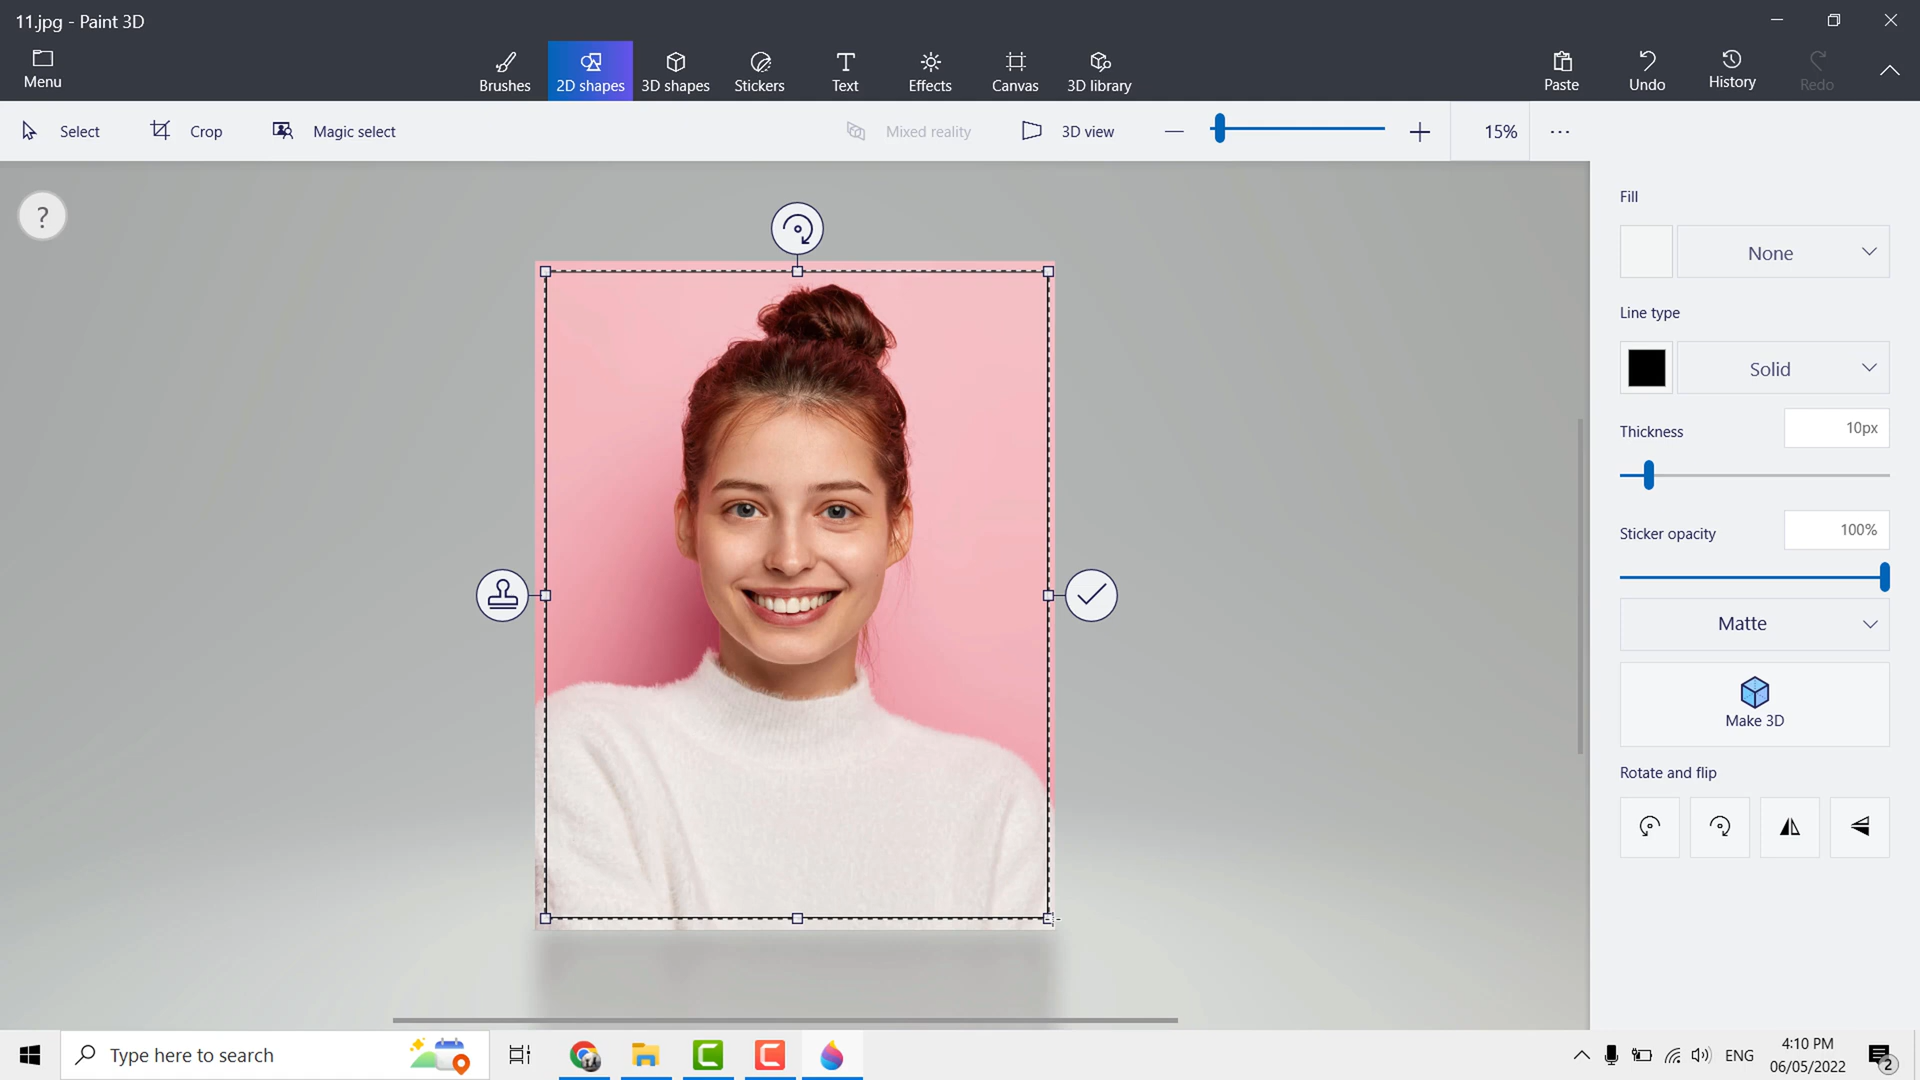 11.jpg - Paint 3D
Menu
Brushes
2D shapes
3D shapes
Stickers
Text
Effects
Canvas
3D library
Paste
Undo
History
Redo
Select
Crop
Magic select
Mixed reality
3D view
15%
?
Fill
None
Line type
Solid
Thickness
10px
Sticker opacity
100%
Matte
Make 3D
Rotate and flip
Type here to search
ENG
4:10 PM
06/05/2022
2